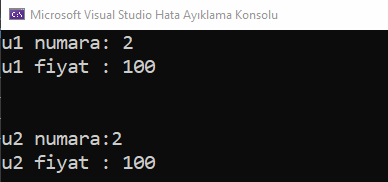 Microsoft Visual Studio Hata Ayıklama Konsolu
u1 numara: 2
u1 fiyat : 100
u2 numara:2
u2 fiyat : 100